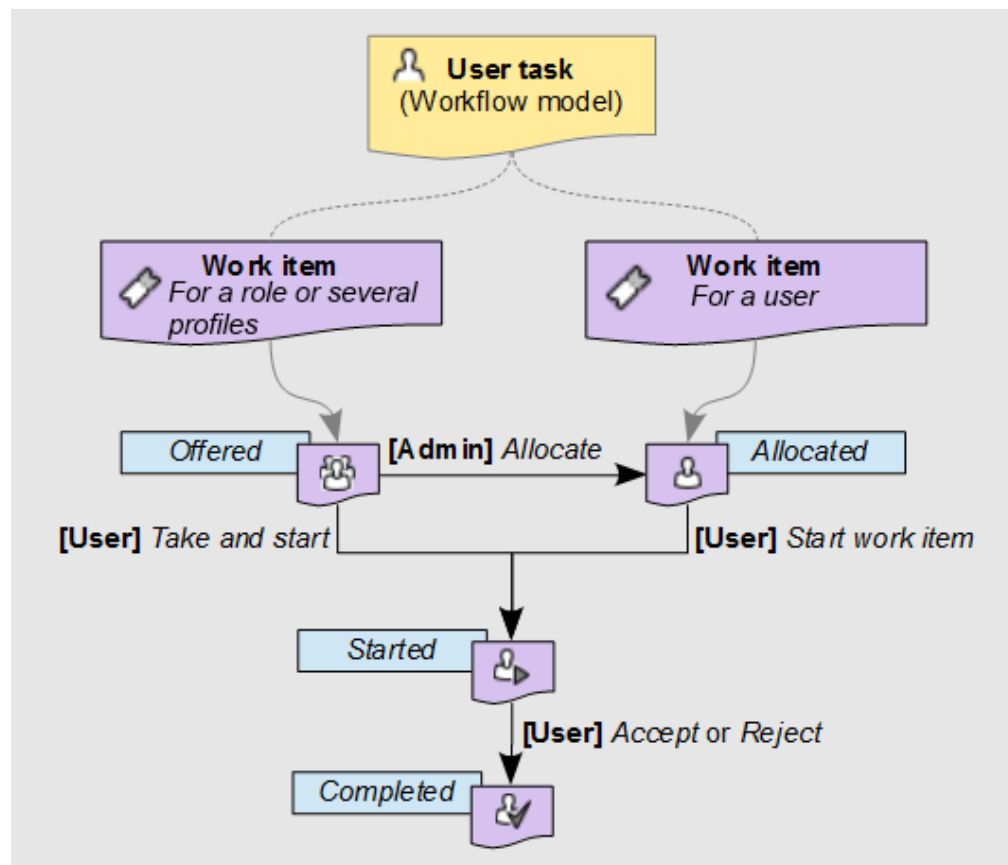 User task
(Workflow model)
Work item
For a role or several
profiles
Work item
For a user
Offered
[Admin] Allocate
Allocated
[User] Take and start
[User] Start work item
Started
[User] Accept or Reject
Completed